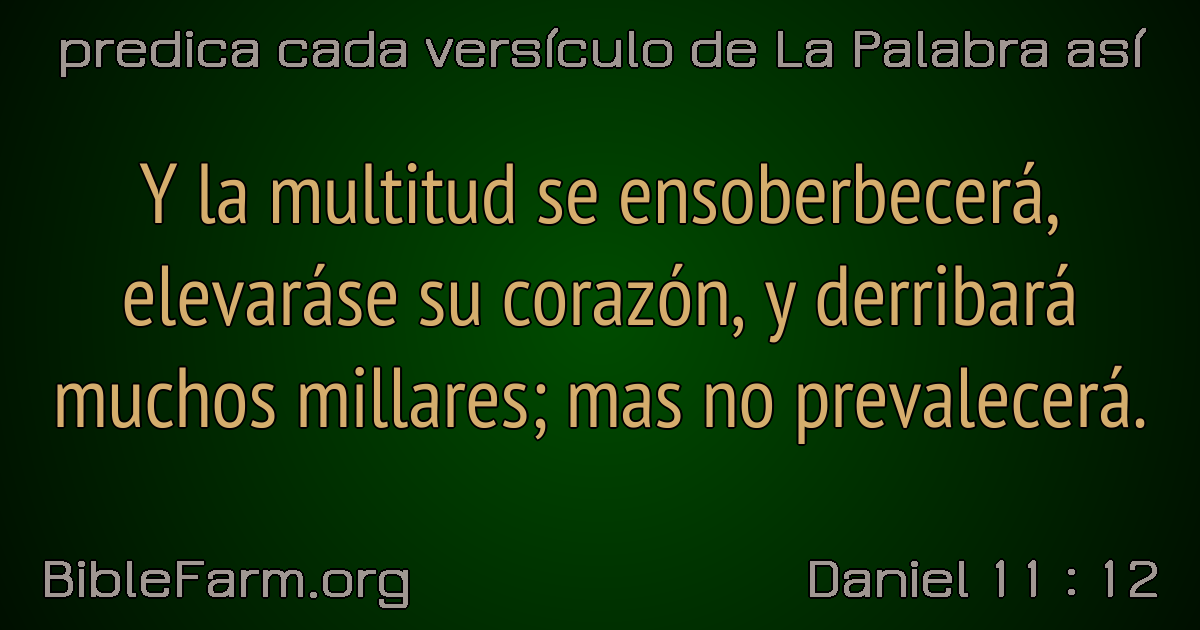 predica cada versículo de La Palabra así
Y la multitud se ensoberbecerá,
elevaráse su corazón, y derribará
muchos millares; mas no prevalecerá.
BibleFarm.org
Daniel 11 : 12